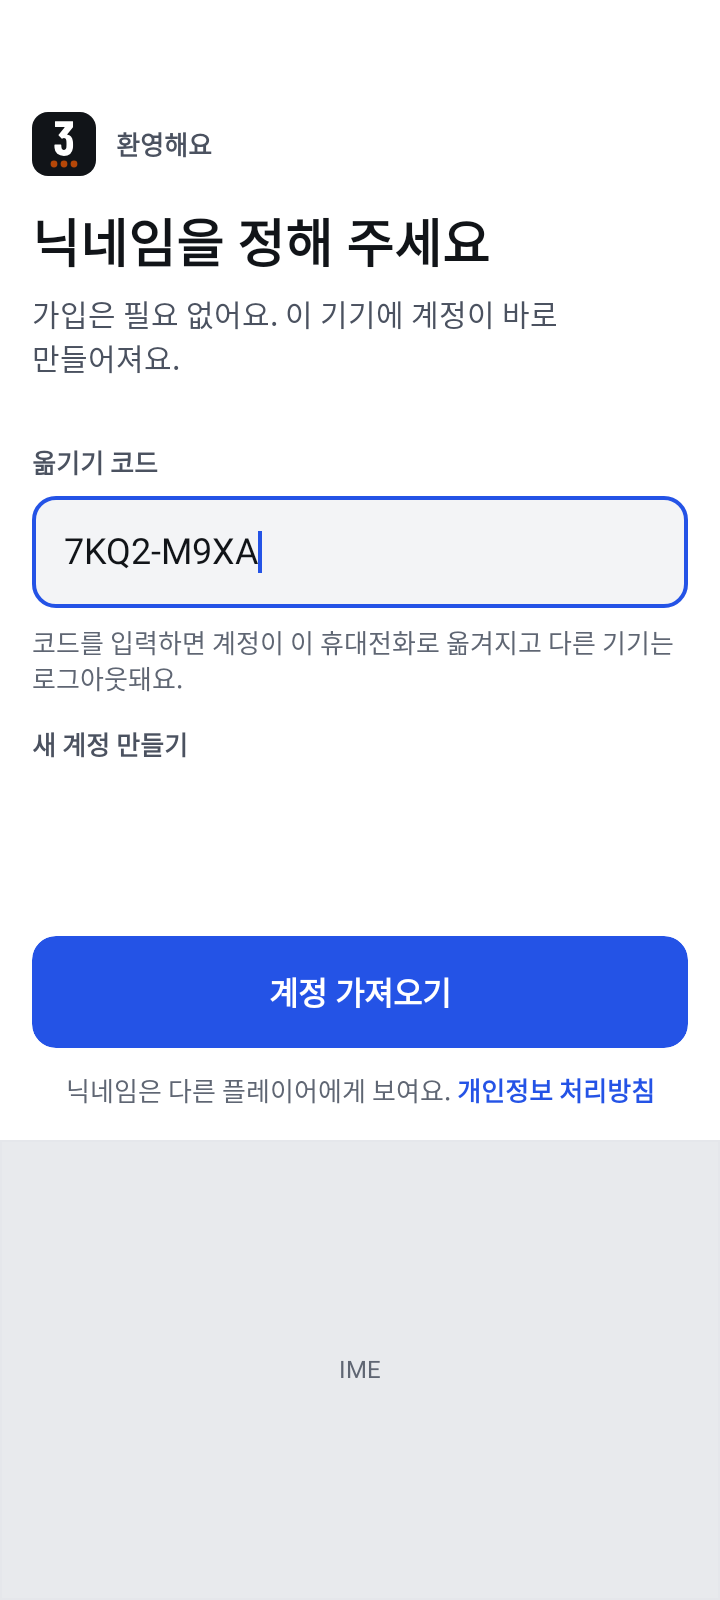 3
환영해요
닉네임을 정해 주세요
가입은 필요 없어요. 이 기기에 계정이 바로
만들어져요.
옮기기 코드
7KQ2-M9XA
코드를 입력하면 계정이 이 휴대전화로 옮겨지고 다른 기기는
로그아웃돼요.
새 계정 만들기
계정 가져오기
닉네임은 다른 플레이어에게 보여요. 개인정보 처리방침
IME